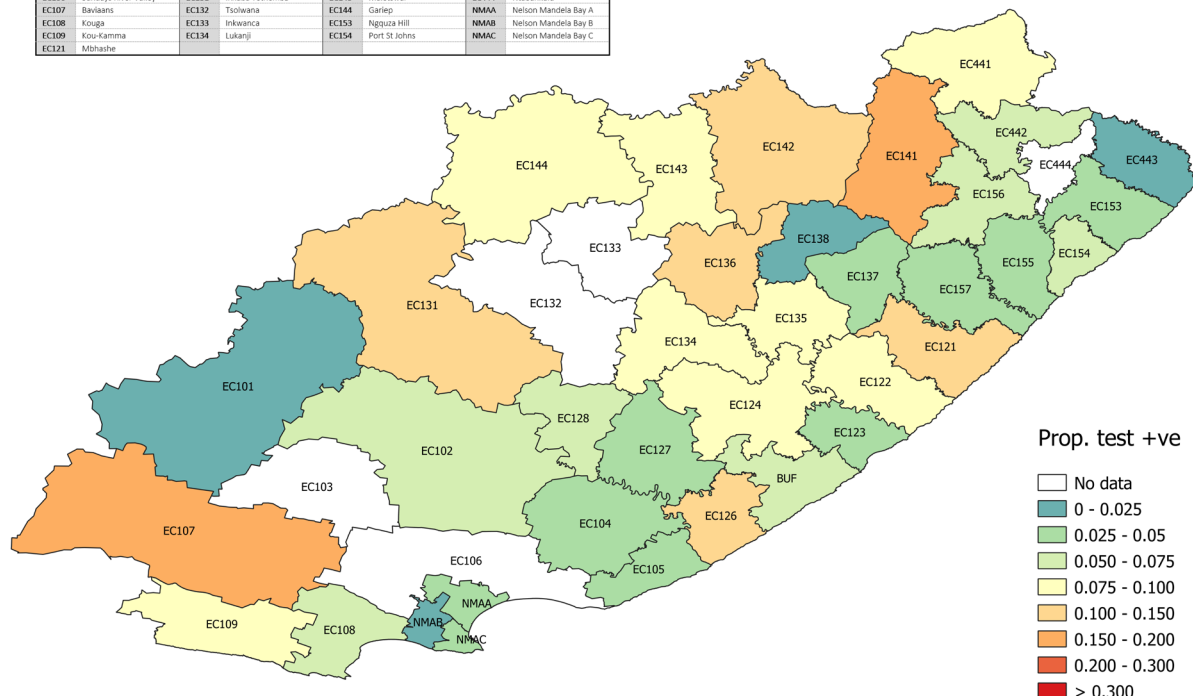 EC107 Baviaans EC132 Tsolwana EC144 Gariep NMAA Nelson Mandela Bay A
EC108 Kouga EC133 Inkwanca EC153 Ngquza Hill NMAB Nelson Mandela Bay B
EC109 Kou-Kamma EC134 Lukanji EC154 Port St Johns NMAC Nelson Mandela Bay C
EC121 Mbhashe
EC441
EC442
EC444
EC443
EC144
EC143
EC142
EC141
EC156
EC153
EC133
EC136
EC138
EC137
EC157
EC155
EC154
EC131
EC132
EC134
EC135
EC121
EC101
EC122
EC124
EC128
EC123
EC102
EC127
BUF
EC103
EC107
EC104
EC126
EC106
EC105
EC109
EC108
NMAA
NMAB
NMAC
Prop. test +ve
No data
0 - 0.025
0.025 - 0.05
0.050 - 0.075
0.075 - 0.100
0.100 - 0.150
0.150 - 0.200
0.200 - 0.300
> 0.300